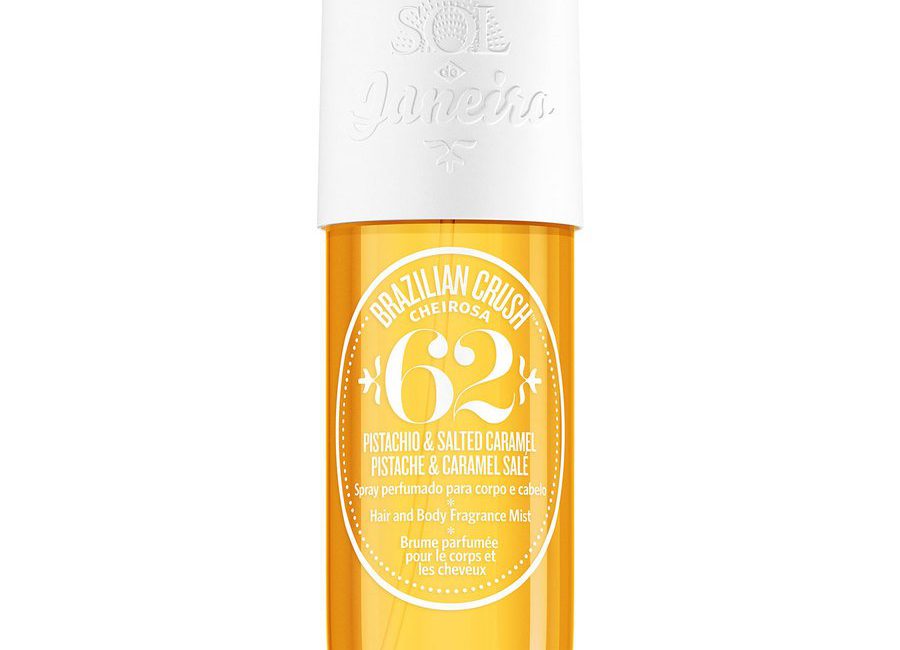 SOL
de
Janeiro
BRAZILIAN CRUSH
CHEIROSA
62
PISTACHIO & SALTED CARAMEL
PISTACHE & CARAMEL SALÉ
Spray perfumado para corpo e cabelo
*
Hair and Body Fragrance Mist
*
Brume parfumée
pour le corps et
les cheveux